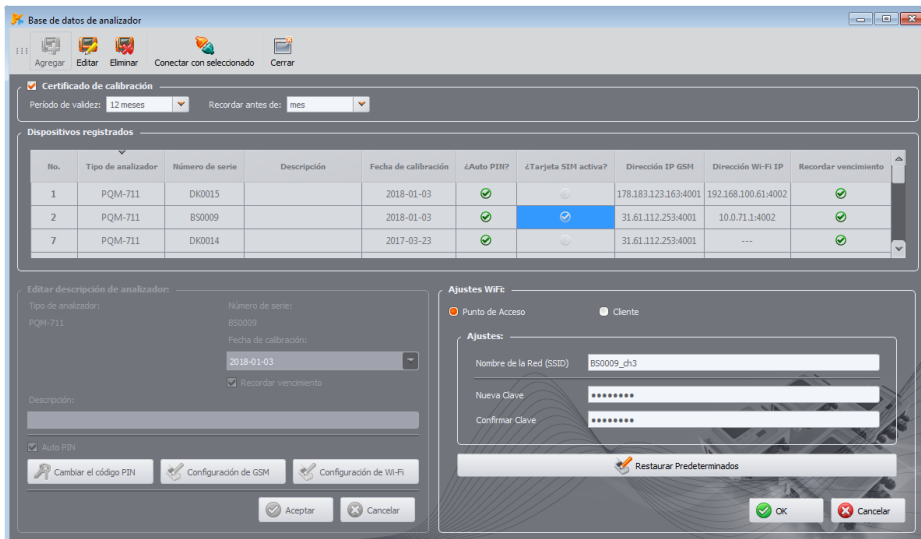 Base de datos de analizador
Agregar Editar Eliminar Conectar con seleccionado Cerrar
Certificado de calibración
Período de validez: 12 meses Recordar antes de: mes
Dispositivos registrados
No. Tipo de analizador Número de serie Descripción Fecha de calibración ¿Auto PIN? ¿Tarjeta SIM activa? Dirección IP GSM Dirección Wi-Fi IP Recordar vencimiento
1 PQM-711 DK0015 2018-01-03 178.183.123.163:4001 192.168.100.61:4002
2 PQM-711 BS0009 2018-01-03 31.61.112.253:4001 10.0.71.1:4002
7 PQM-711 DK0014 2017-03-23 31.61.112.253:4001 ---
Editar descripción de analizador:
Tipo de analizador: Número de serie:
PQM-711 BS0009
Fecha de calibración:
2018-01-03
Recordar vencimiento
Descripción:
Auto PIN
Cambiar el código PIN Configuración de GSM Configuración de Wi-Fi
Aceptar Cancelar
Ajustes WiFi:
Punto de Acceso Cliente
Ajustes:
Nombre de la Red (SSID) BS0009_ch3
Nueva Clave ●●●●●●●●
Confirmar Clave ●●●●●●●●
Restaurar Predeterminados
OK Cancelar